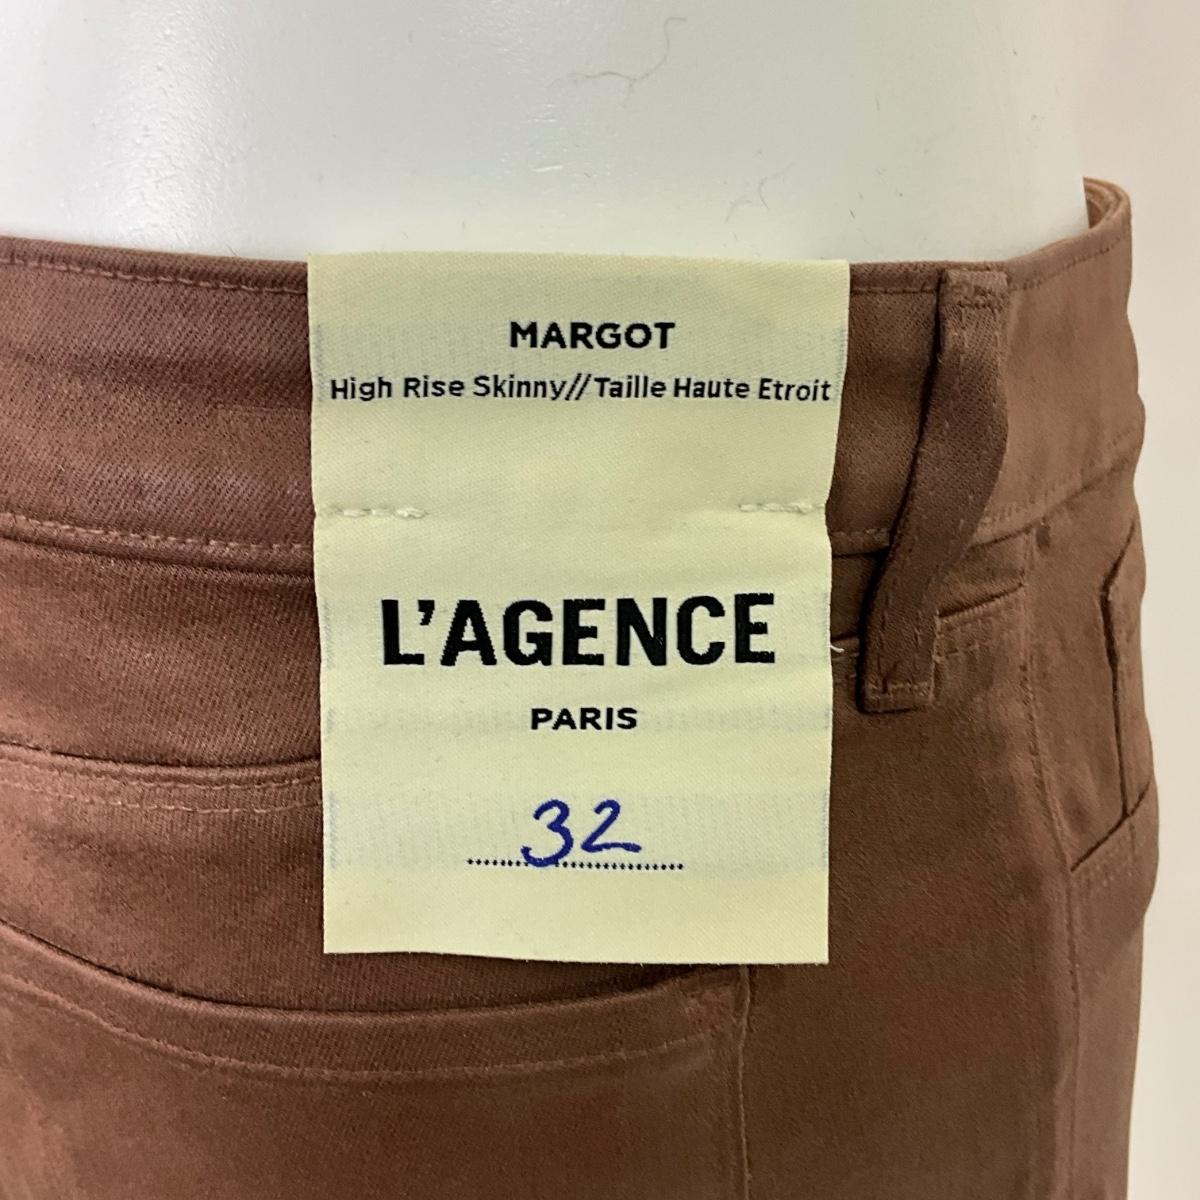 MARGOT
High Rise Skinny//Taille Haute Etroit
L'AGENCE
PARIS
32